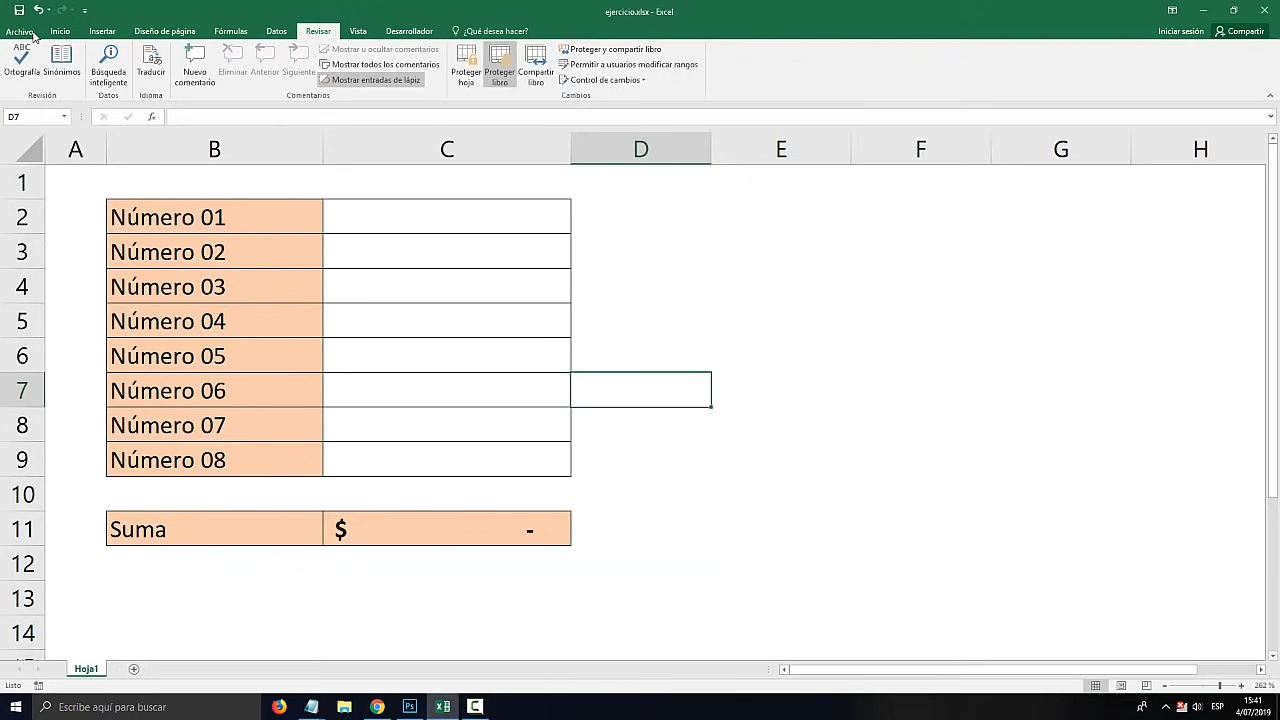 ejercicio.xlsx - Excel
Archivo Inicio Insertar Diseño de página Fórmulas Datos Revisar Vista Desarrollador ¿Qué desea hacer? Iniciar sesión Compartir
ABC
Ortografía Sinónimos
Revisión
Búsqueda inteligente
Datos
Traducir
Idioma
Nuevo comentario Eliminar Anterior Siguiente
Mostrar u ocultar comentarios
Mostrar todos los comentarios
Mostrar entradas de lápiz
Comentarios
Proteger hoja Proteger libro Compartir libro
Proteger y compartir libro
Permitir a usuarios modificar rangos
Control de cambios
Cambios
D7 fx
A B C D E F G H
1
2 Número 01
3 Número 02
4 Número 03
5 Número 04
6 Número 05
7 Número 06
8 Número 07
9 Número 08
10
11 Suma $ -
12
13
14
Hoja1
Listo 262 %
Escribe aquí para buscar
Ps
ESP
15:41
4/07/2019